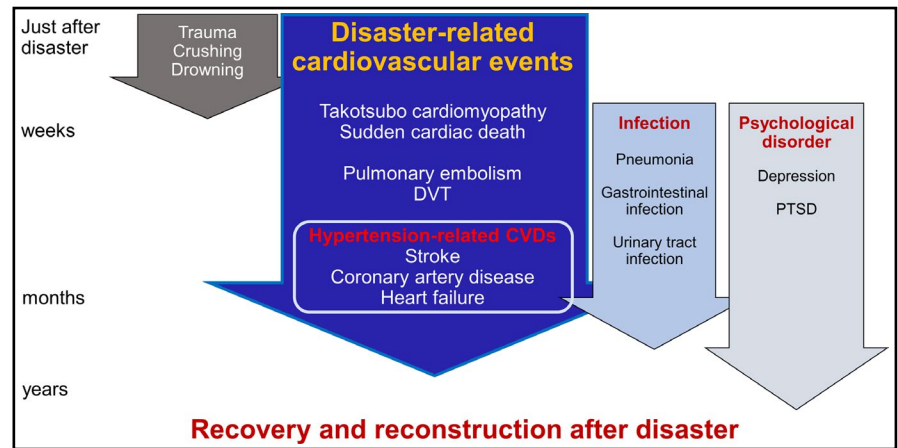 Just after
disaster
weeks
months
years
Trauma
Crushing
Drowning
Disaster-related
cardiovascular events
Takotsubo cardiomyopathy
Sudden cardiac death
Pulmonary embolism
DVT
Hypertension-related CVDs
Stroke
Coronary artery disease
Heart failure
Infection
Pneumonia
Gastrointestinal
infection
Urinary tract
infection
Psychological
disorder
Depression
PTSD
Recovery and reconstruction after disaster